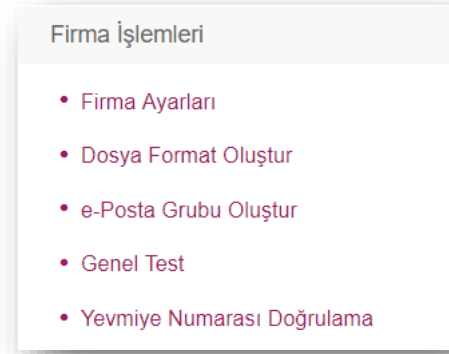 Firma İşlemleri
• Firma Ayarları
• Dosya Format Oluştur
• e-Posta Grubu Oluştur
• Genel Test
• Yevmiye Numarası Doğrulama